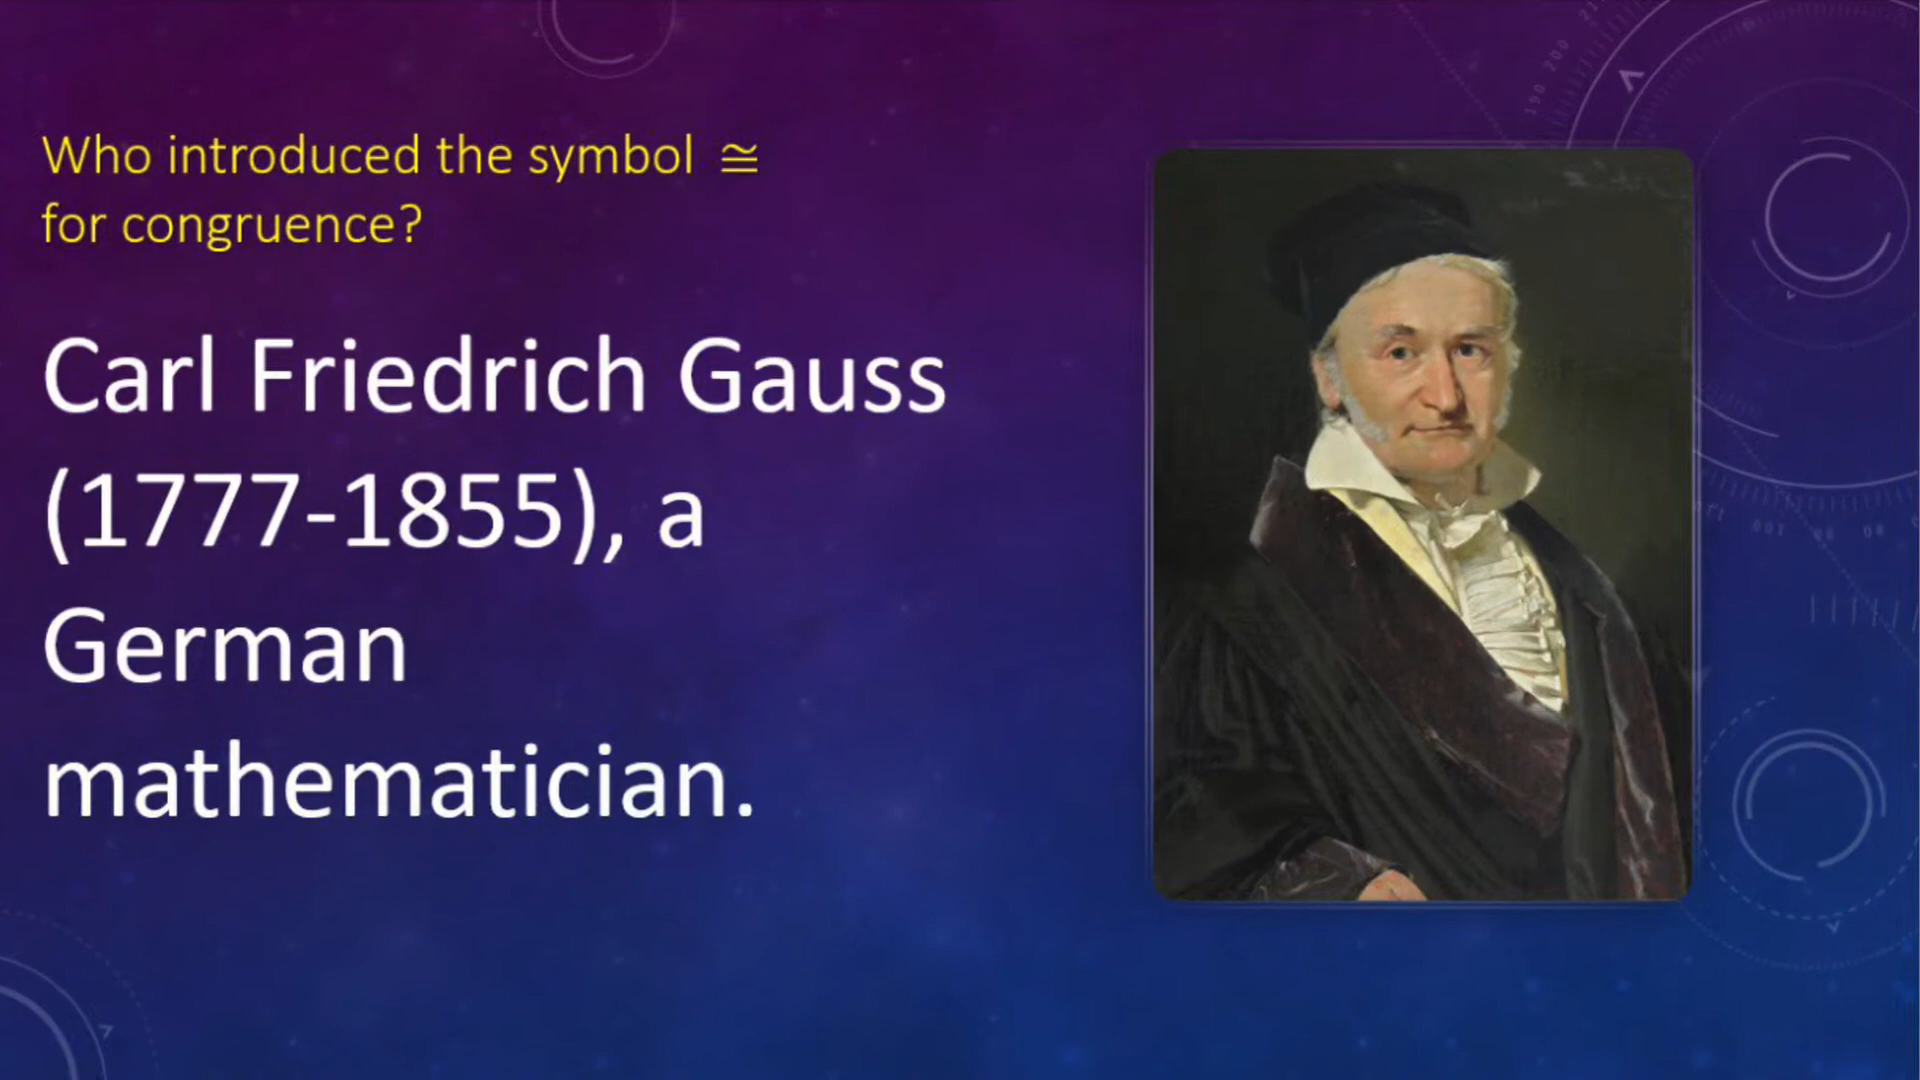 Who introduced the symbol ≅
for congruence?
Carl Friedrich Gauss
(1777-1855), a
German
mathematician.